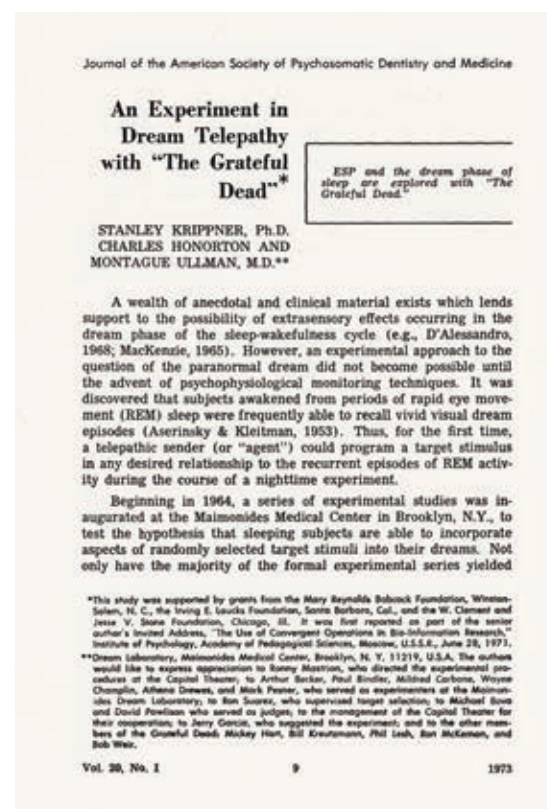 Journal of the American Society of Psychosomatic Dentistry and Medicine
An Experiment in
Dream Telepathy
with "The Grateful
Dead"*
ESP and the dream phase of
sleep are explored with "The
Grateful Dead."
STANLEY KRIPPNER, Ph.D.
CHARLES HONORTON AND
MONTAGUE ULLMAN, M.D.**
A wealth of anecdotal and clinical material exists which lends
support to the possibility of extrasensory effects occurring in the
dream phase of the sleep-wakefulness cycle (e.g., D'Alessandro,
1968; MacKenzie, 1965). However, an experimental approach to the
question of the paranormal dream did not become possible until
the advent of psychophysiological monitoring techniques. It was
discovered that subjects awakened from periods of rapid eye move-
ment (REM) sleep were frequently able to recall vivid visual dream
episodes (Aserinsky & Kleitman, 1953). Thus, for the first time,
a telepathic sender (or "agent") could program a target stimulus
in any desired relationship to the recurrent episodes of REM activ-
ity during the course of a nighttime experiment.
Beginning in 1964, a series of experimental studies was in-
augurated at the Maimonides Medical Center in Brooklyn, N.Y., to
test the hypothesis that sleeping subjects are able to incorporate
aspects of randomly selected target stimuli into their dreams. Not
only have the majority of the formal experimental series yielded
*This study was supported by grants from the Mary Reynolds Babcock Foundation, Winston-
Salem, N. C., the Irving E. Laucks Foundation, Santa Barbara, Cal., and the W. Clement and
Jesse V. Stone Foundation, Chicago, Ill. It was first reported as part of the senior
author's Invited Address, "The Use of Convergent Operations in Bio-Information Research,"
Institute of Psychology, Academy of Pedagogical Sciences, Moscow, U.S.S.R., June 28, 1971.
**Dream Laboratory, Maimonides Medical Center, Brooklyn, N. Y. 11219, U.S.A. The authors
would like to express appreciation to Ronny Mastrion, who directed the experimental pro-
cedures at the Capitol Theater; to Arthur Becker, Paul Bindler, Mildred Carbone, Wayne
Champlin, Athena Drewes, and Mark Posner, who served as experimenters at the Maimon-
ides Dream Laboratory; to Ron Suarez, who supervised target selection; to Michael Bova
and David Pawlison who served as judges; to the management of the Capitol Theater for
their cooperation; to Jerry Garcia, who suggested the experiment; and to the other mem-
bers of the Grateful Dead: Mickey Hart, Bill Kreutzmann, Phil Lesh, Ron McKernan, and
Bob Weir.
Vol. 20, No. 1 9 1973